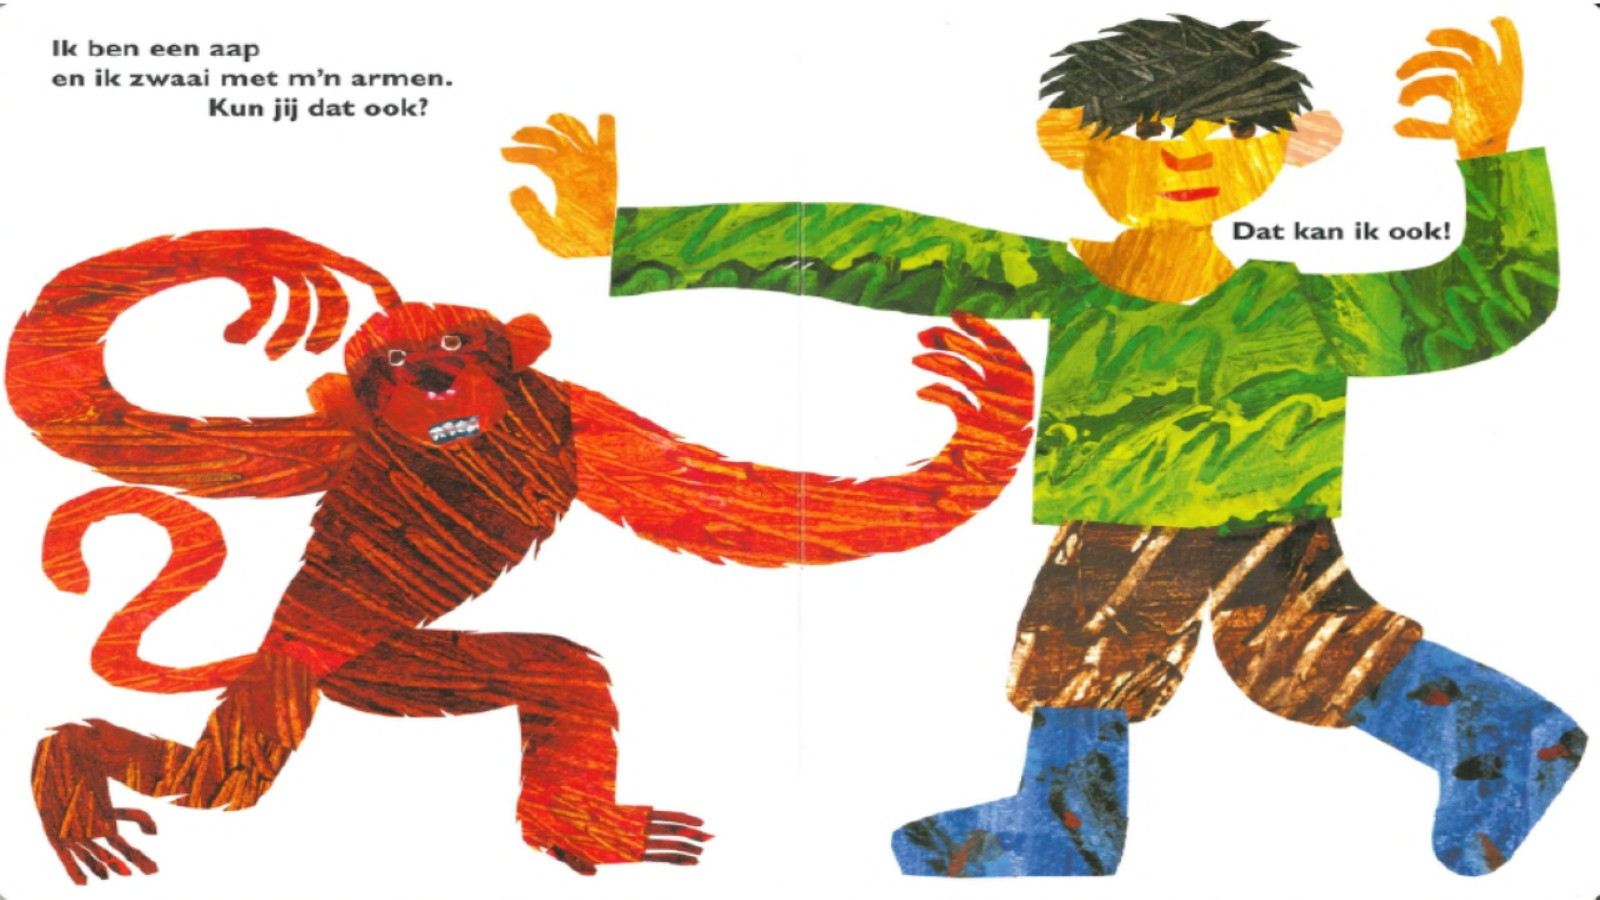 Ik ben een aap
en ik zwaai met m'n armen.
Kun jij dat ook?
Dat kan ik ook!